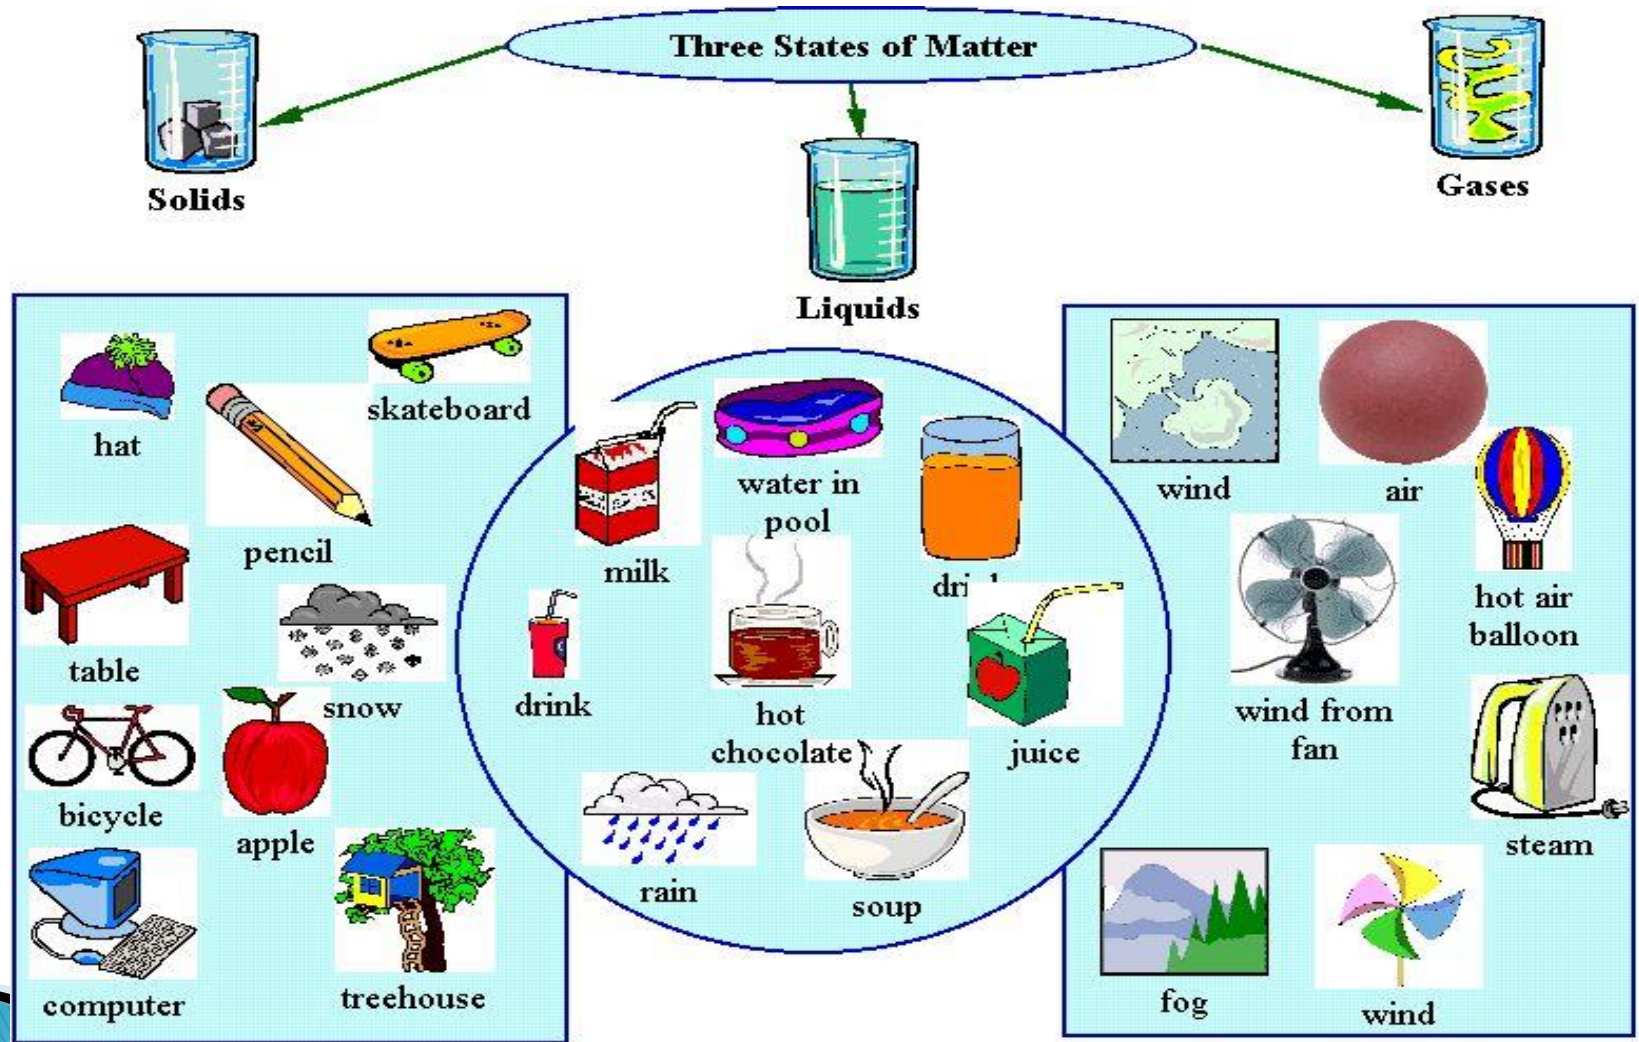 Three States of Matter
Solids
Liquids
Gases
hat
skateboard
pencil
table
snow
bicycle
apple
computer
treehouse
milk
water in
pool
drink
hot
chocolate
juice
rain
soup
wind
air
hot air
balloon
wind from
fan
steam
fog
wind